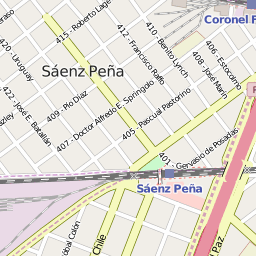 Coronel F
415 - Roberto Lage
412 - Francisco Raffo
410 - Benito Lynch
408 - José Marin
406 - Estocolmo
420 - Uruguay
Sáenz Peña
422 - José E. Batallán
409 - Pío Díaz
407 - Doctor Alfredo E. Springolo
405 - Pascual Pastorino
401 - Gervasio de Posadas
Sáenz Peña
Chile
Paz